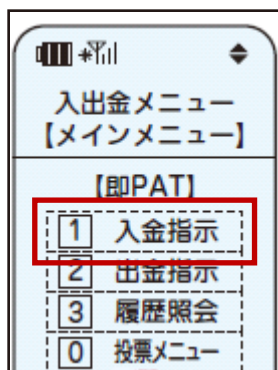 入出金メニュー
【メインメニュー】
【即PAT】
1 入金指示
2 出金指示
3 履歴照会
0 投票メニュー